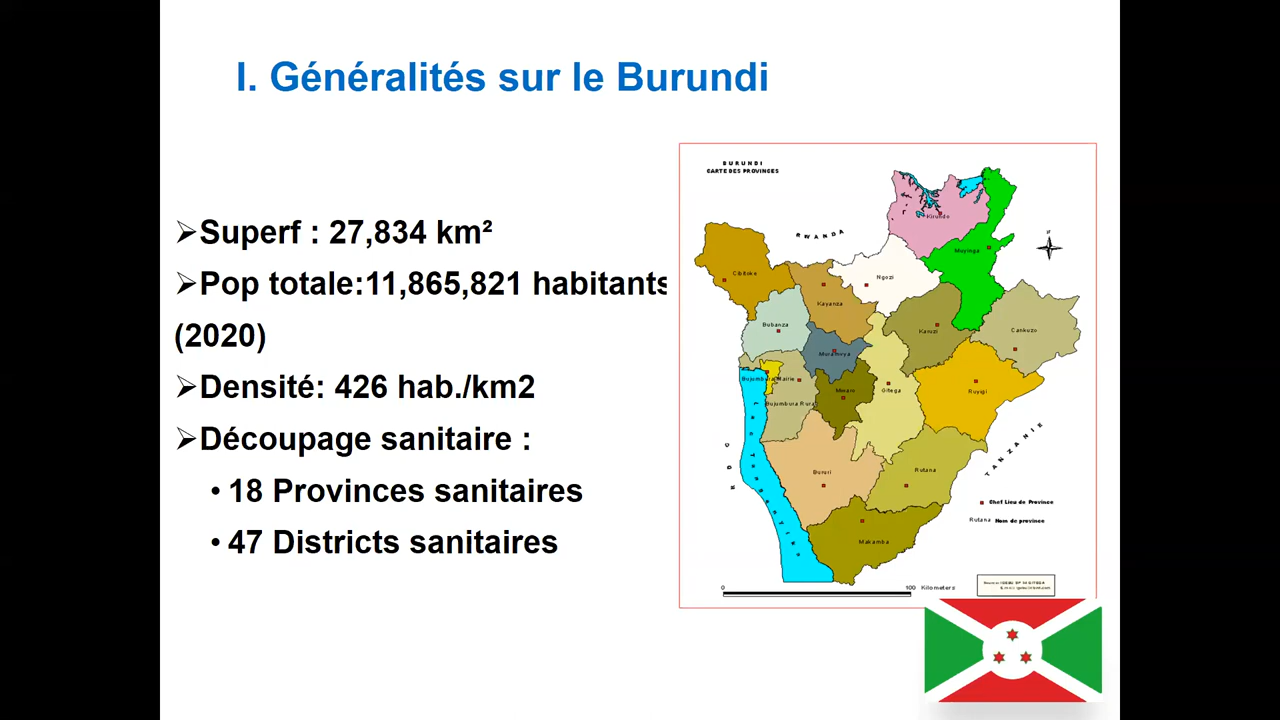 I. Généralités sur le Burundi
➢Superf : 27,834 km²
➢Pop totale:11,865,821 habitants
(2020)
➢Densité: 426 hab./km2
➢Découpage sanitaire :
• 18 Provinces sanitaires
• 47 Districts sanitaires
BURUNDI
CARTE DES PROVINCES
RWANDA
Kirundo
Muyinga
Cibitoke
Ngozi
Kayanza
Bubanza
Karuzi
Cankuzo
Muramvya
Bujumbura Mairie
Mwaro
Gitega
Ruyigi
Bujumbura Rural
TANZANIE
RDC
Bururi
Rutana
Makamba
Chef Lieu de Province
Rutana Nom de province
0 100 Kilometers